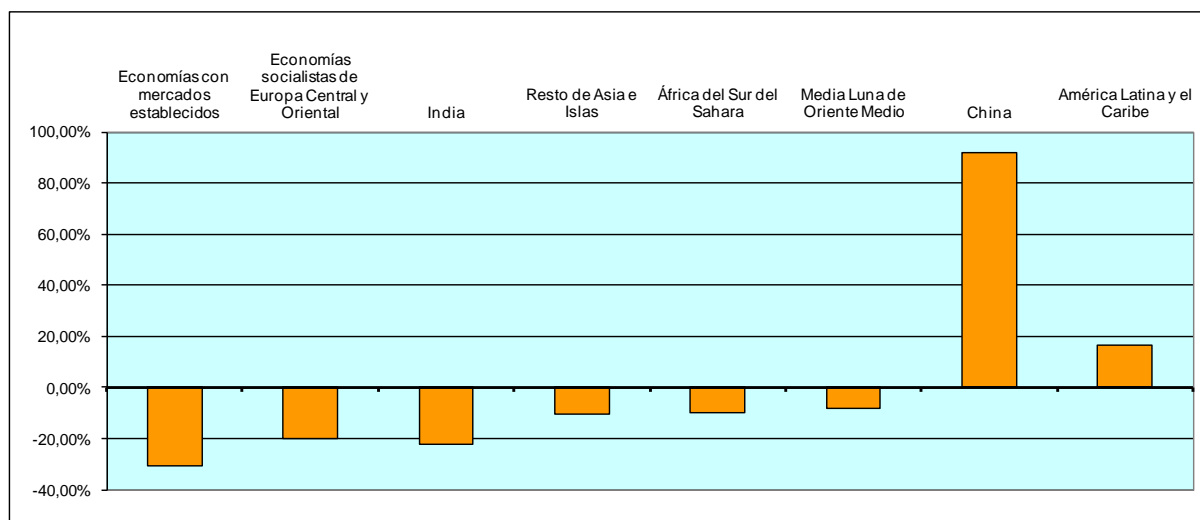 Economías con
mercados
establecidos
Economías
socialistas de
Europa Central y
Oriental
India
Resto de Asia e
Islas
África del Sur del
Sahara
Media Luna de
Oriente Medio
China
América Latina y el
Caribe
100,00%
80,00%
60,00%
40,00%
20,00%
0,00%
-20,00%
-40,00%